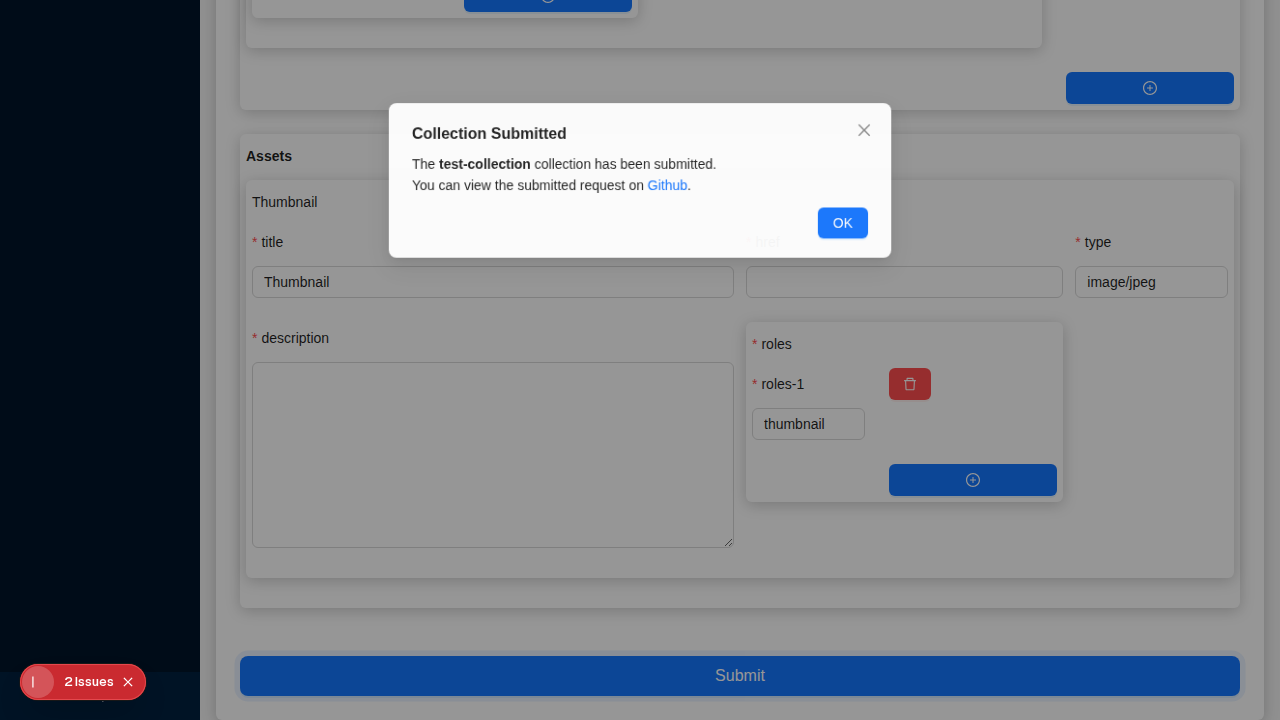 Collection Submitted
The test-collection collection has been submitted.
You can view the submitted request on Github.
OK
Assets
Thumbnail
* title
* href
* type
Thumbnail
image/jpeg
* description
* roles
* roles-1
thumbnail
Submit
2 Issues